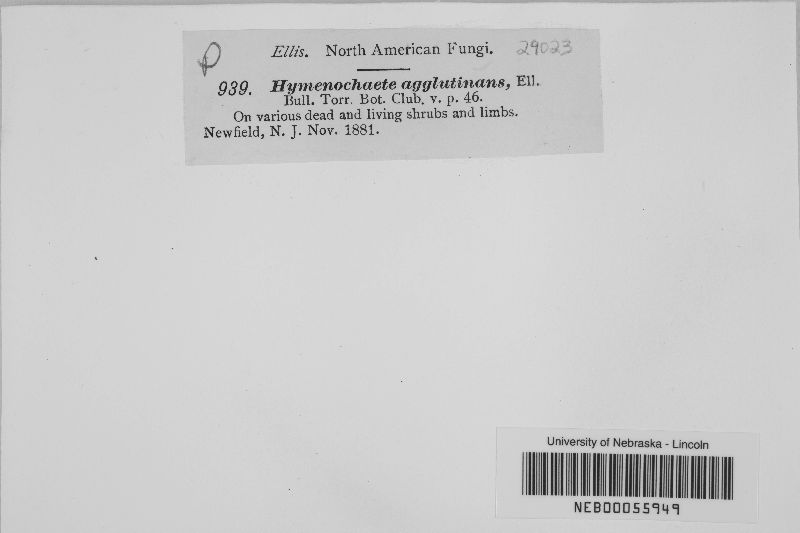 Ellis. North American Fungi. 29023
939. Hymenochaete agglutinans, Ell.
Bull. Torr. Bot. Club, v. p. 46.
On various dead and living shrubs and limbs.
Newfield, N. J. Nov. 1881.
University of Nebraska - Lincoln
NEB00055949